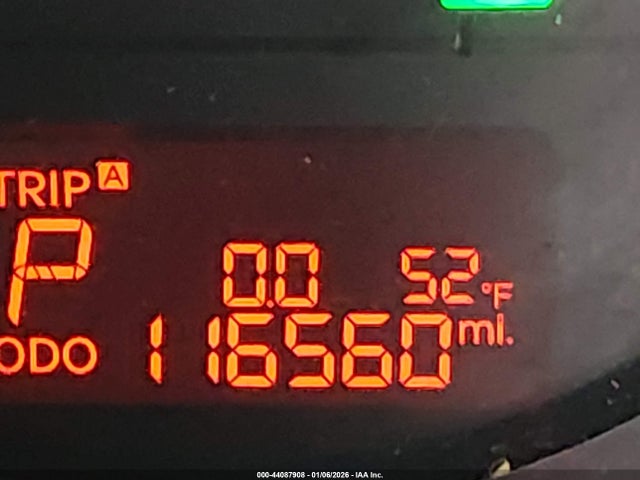 TRIP A
P 0.0 52 °F
ODO 116560 mi.
000-44087908 - 01/06/2026 - IAA Inc.